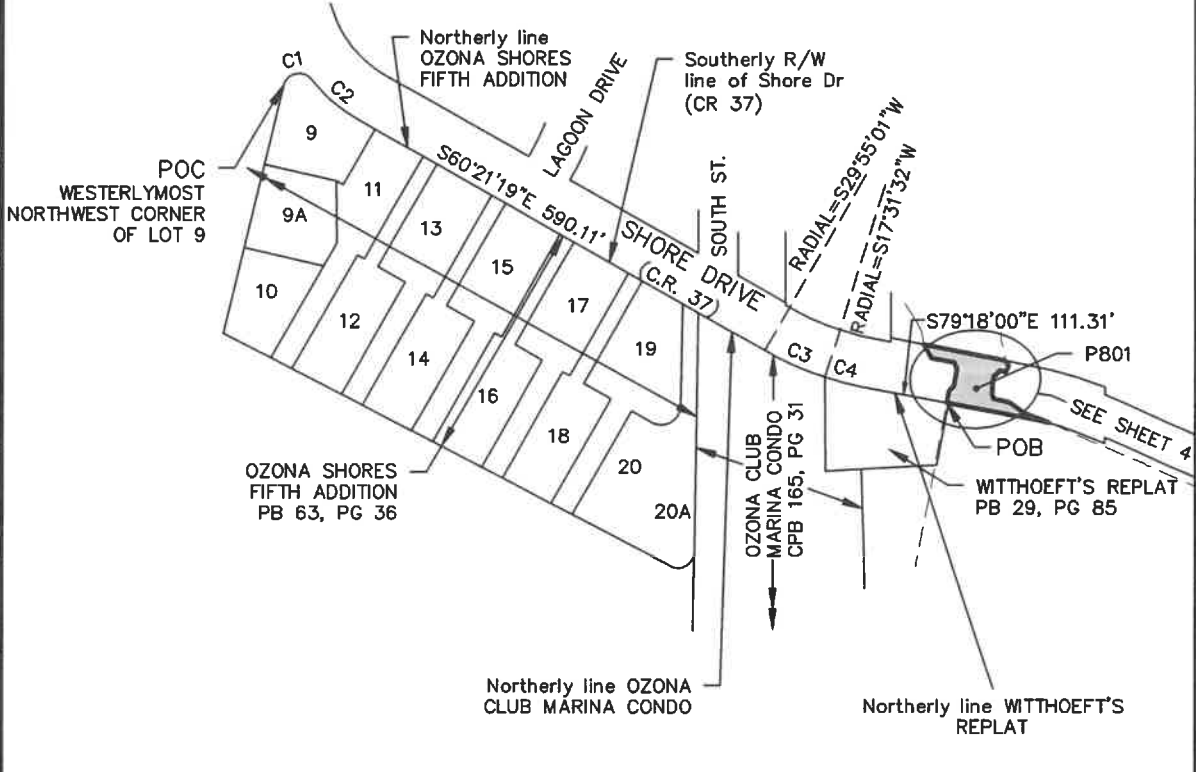 Northerly line
OZONA SHORES
FIFTH ADDITION
Southerly R/W
line of Shore Dr
(CR 37)
C1
C2
LAGOON DRIVE
POC
WESTERLYMOST
NORTHWEST CORNER
OF LOT 9
9
9A
10
11
12
13
14
15
16
17
18
19
20
20A
S60°21'19"E 590.11'
SHORE DRIVE
(C.R. 37)
SOUTH ST.
RADIAL=S29°55'01"W
RADIAL=S17°31'32"W
C3
C4
S79°18'00"E 111.31'
P801
SEE SHEET 4
POB
WITTHOEFT'S REPLAT
PB 29, PG 85
OZONA SHORES
FIFTH ADDITION
PB 63, PG 36
OZONA CLUB
MARINA CONDO
CPB 165, PG 31
Northerly line OZONA
CLUB MARINA CONDO
Northerly line WITTHOEFT'S
REPLAT